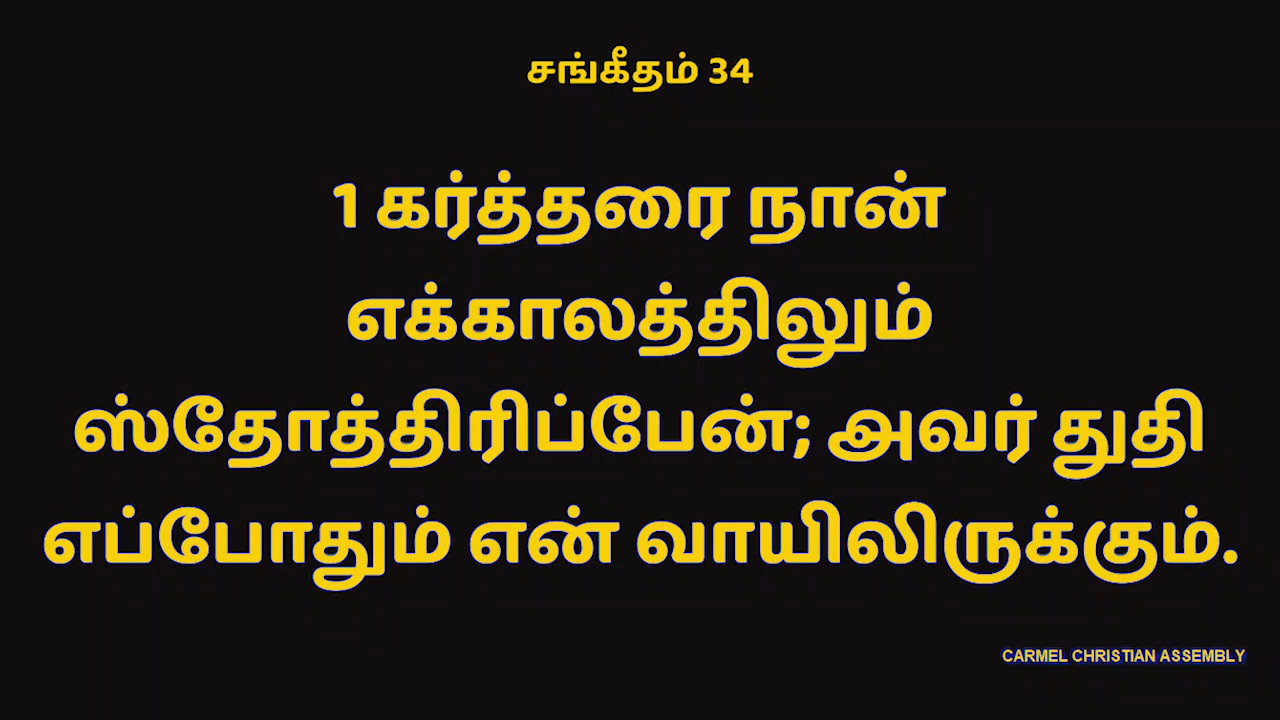 சங்கீதம் 34
1 கர்த்தரை நான்
எக்காலத்திலும்
ஸ்தோத்திரிப்பேன்; அவர் துதி
எப்போதும் என் வாயிலிருக்கும்.
CARMEL CHRISTIAN ASSEMBLY